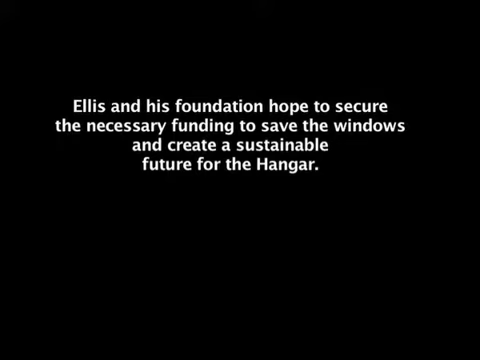 Ellis and his foundation hope to secure
the necessary funding to save the windows
and create a sustainable
future for the Hangar.